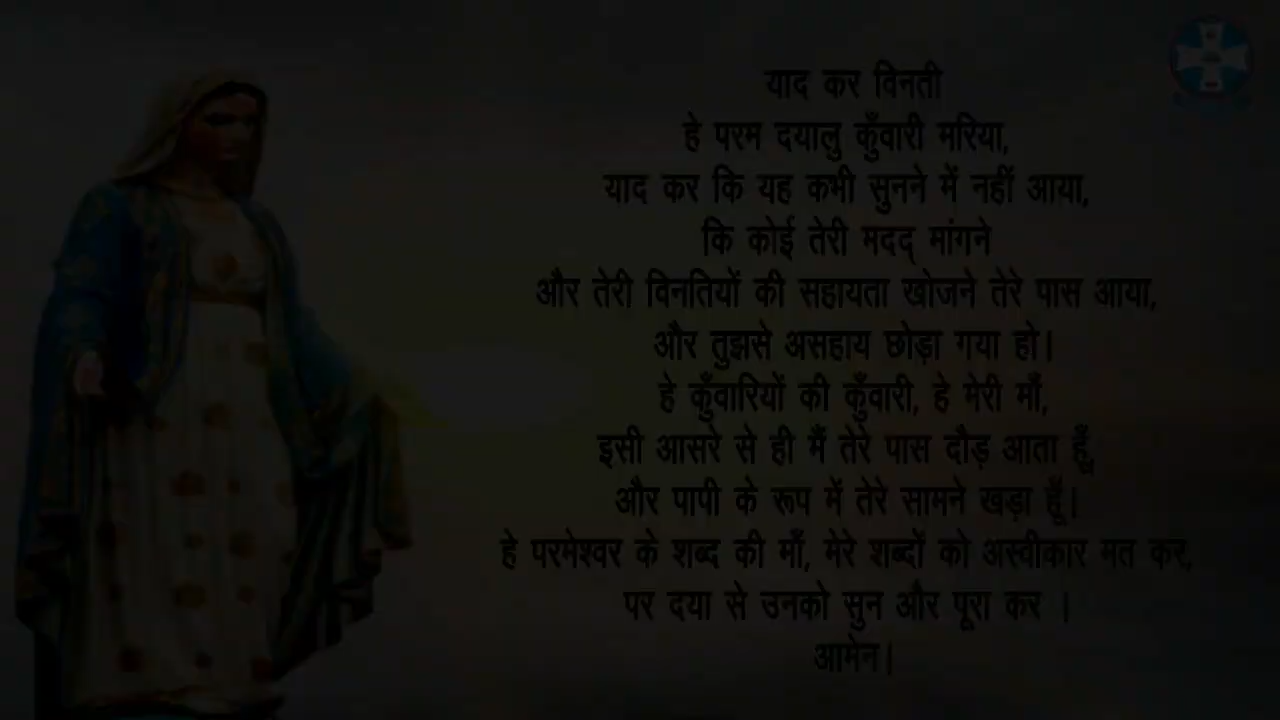 याद कर विनती
हे परम दयालु कुँवारी मरिया,
याद कर कि यह कभी सुनने में नहीं आया,
कि कोई तेरी मदद् मांगने
और तेरी विनतियों की सहायता खोजने तेरे पास आया,
और तुझसे असहाय छोड़ा गया हो।
हे कुँवारियों की कुँवारी, हे मेरी माँ,
इसी आसरे से ही मैं तेरे पास दौड़ आता हूँ,
और पापी के रूप में तेरे सामने खड़ा हूँ।
हे परमेश्वर के शब्द की माँ, मेरे शब्दों को अस्वीकार मत कर,
पर दया से उनको सुन और पूरा कर ।
आमेन।